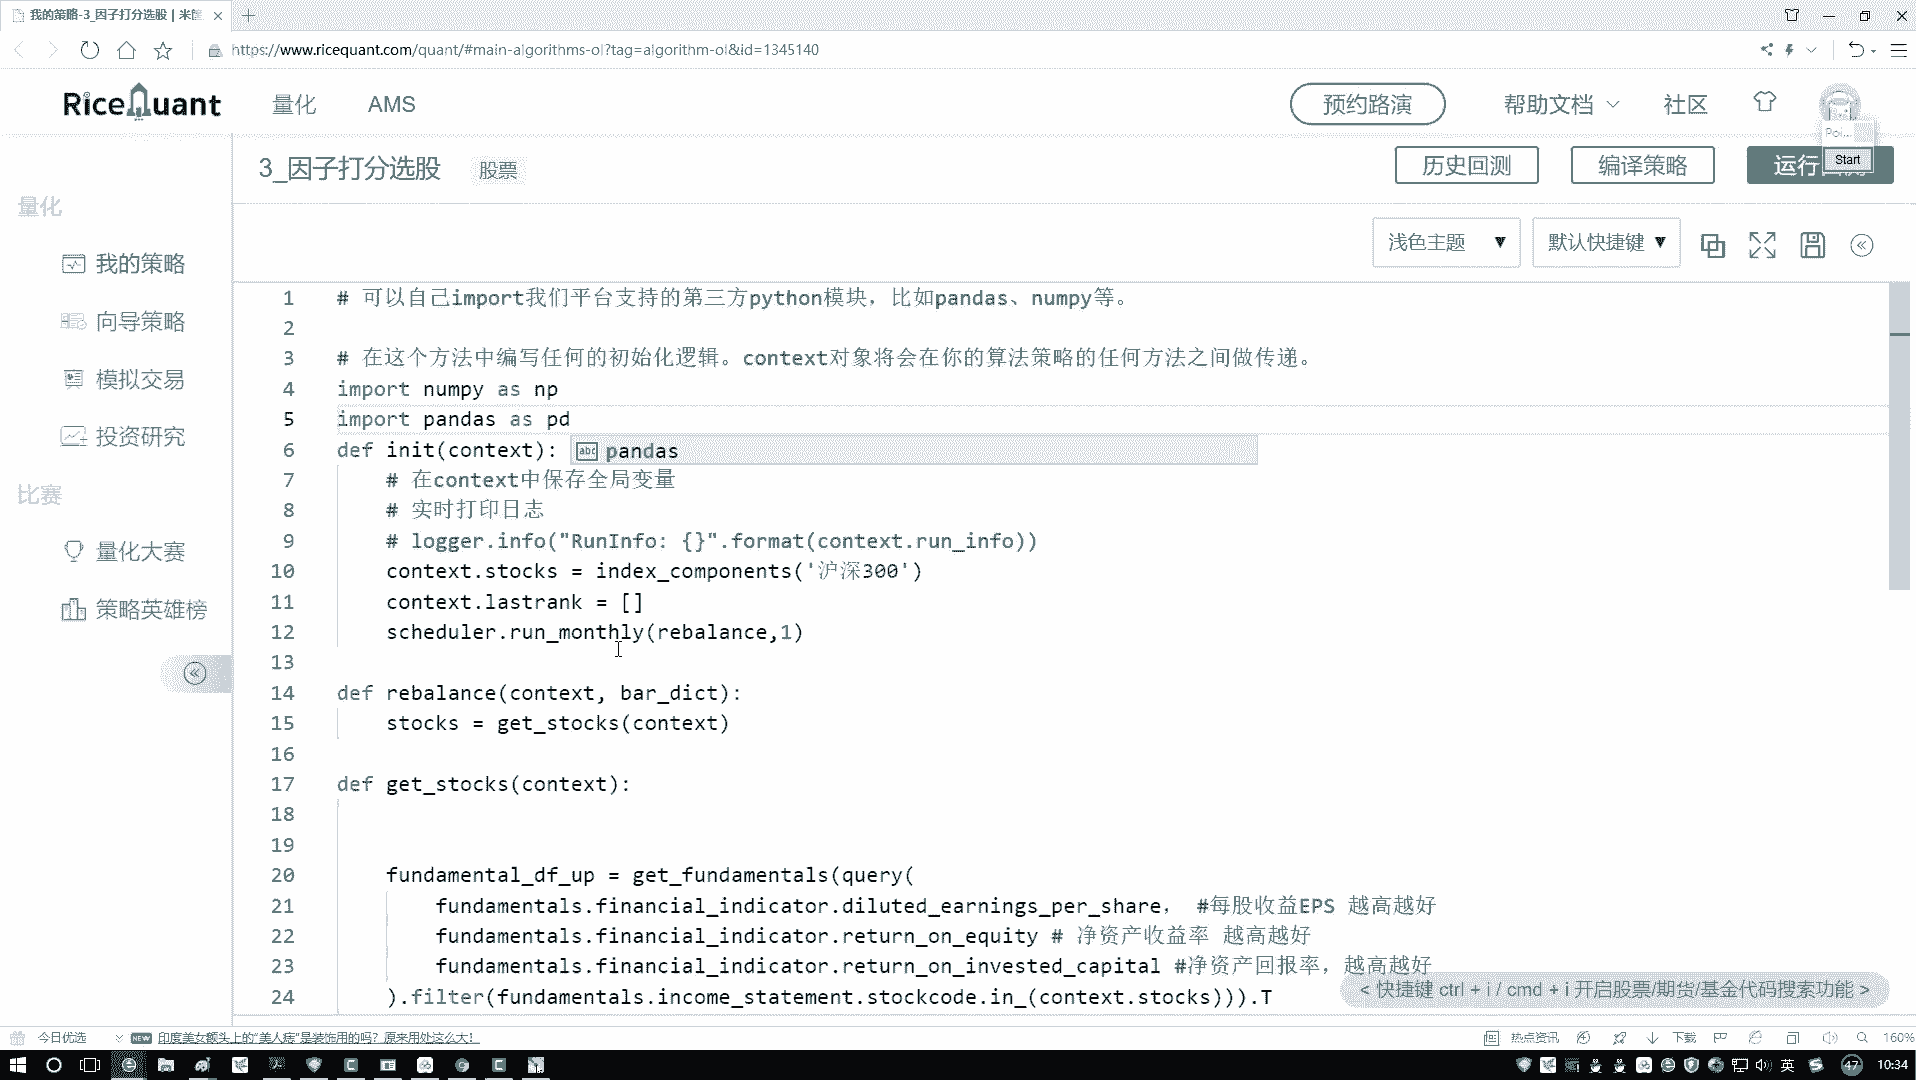 我的策略-3_因子打分选股 | 米筐
https://www.ricequant.com/quant/#main-algorithms-ol?tag=algorithm-ol&id=1345140
RiceQuant
量化
AMS
预约路演
帮助文档
社区
Poi...
Start
3_因子打分选股
股票
历史回测
编译策略
运行回测
量化
我的策略
向导策略
模拟交易
投资研究
比赛
量化大赛
策略英雄榜
浅色主题
默认快捷键
1 # 可以自己import我们平台支持的第三方python模块，比如pandas、numpy等。
2
3 # 在这个方法中编写任何的初始化逻辑。context对象将会在你的算法策略的任何方法之间做传递。
4 import numpy as np
5 import pandas as pd
6 def init(context):
abc pandas
7 # 在context中保存全局变量
8 # 实时打印日志
9 # logger.info("RunInfo: {}".format(context.run_info))
10 context.stocks = index_components('沪深300')
11 context.lastrank = []
12 scheduler.run_monthly(rebalance,1)
13
14 def rebalance(context, bar_dict):
15 stocks = get_stocks(context)
16
17 def get_stocks(context):
18
19
20 fundamental_df_up = get_fundamentals(query(
21 fundamentals.financial_indicator.diluted_earnings_per_share， #每股收益EPS 越高越好
22 fundamentals.financial_indicator.return_on_equity # 净资产收益率 越高越好
23 fundamentals.financial_indicator.return_on_invested_capital #净资产回报率，越高越好
24 ).filter(fundamentals.income_statement.stockcode.in_(context.stocks))).T
< 快捷键 ctrl + i / cmd + i 开启股票/期货/基金代码搜索功能 >
今日优选
NEW
印度美女额头上的“美人痣”是装饰用的吗？原来用处这么大！
热点资讯
下载
160%
英
47
10:34